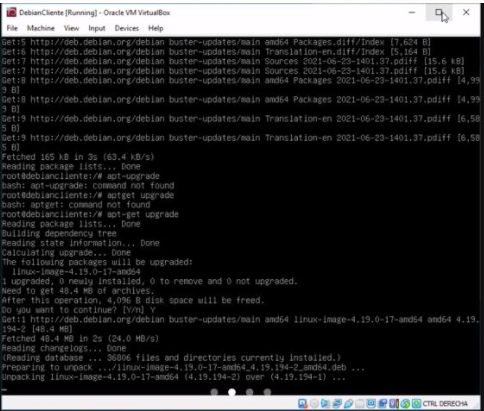 DebianCliente [Running] - Oracle VM VirtualBox
File Machine View Input Devices Help
Get:5 http://deb.debian.org/debian buster-updates/main amd64 Packages.diff/Index [7,624 B]
Get:6 http://deb.debian.org/debian buster-updates/main Translation-en.diff/Index [5,164 B]
Get:7 http://deb.debian.org/debian buster-updates/main Sources 2021-06-23-1401.37.pdiff [15.6 kB]
Get:7 http://deb.debian.org/debian buster-updates/main Sources 2021-06-23-1401.37.pdiff [15.6 kB]
Get:8 http://deb.debian.org/debian buster-updates/main amd64 Packages 2021-06-23-1401.37.pdiff [4,99
9 B]
Get:8 http://deb.debian.org/debian buster-updates/main amd64 Packages 2021-06-23-1401.37.pdiff [4,99
9 B]
Get:9 http://deb.debian.org/debian buster-updates/main Translation-en 2021-06-23-1401.37.pdiff [6,58
5 B]
Get:9 http://deb.debian.org/debian buster-updates/main Translation-en 2021-06-23-1401.37.pdiff [6,58
5 B]
Fetched 165 kB in 3s (63.4 kB/s)
Reading package lists... Done
root@debiancliente:/# apt-upgrade
bash: apt-upgrade: command not found
root@debiancliente:/# aptget upgrade
bash: aptget: command not found
root@debiancliente:/# apt-get upgrade
Reading package lists... Done
Building dependency tree
Reading state information... Done
Calculating upgrade... Done
The following packages will be upgraded:
linux-image-4.19.0-17-amd64
1 upgraded, 0 newly installed, 0 to remove and 0 not upgraded.
Need to get 48.4 MB of archives.
After this operation, 4,096 B disk space will be freed.
Do you want to continue? [Y/n] Y
Get:1 http://deb.debian.org/debian buster-updates/main amd64 linux-image-4.19.0-17-amd64 amd64 4.19.
194-2 [48.4 MB]
Fetched 48.4 MB in 2s (24.0 MB/s)
Reading changelogs... Done
(Reading database ... 36806 files and directories currently installed.)
Preparing to unpack .../linux-image-4.19.0-17-amd64_4.19.194-2_amd64.deb ...
Unpacking linux-image-4.19.0-17-amd64 (4.19.194-2) over (4.19.194-1) ...
CTRL DERECHA